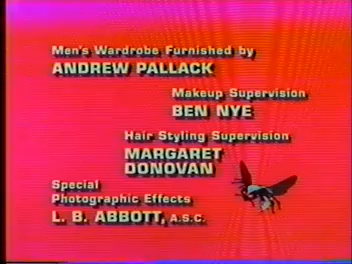 Men's Wardrobe Furnished by
ANDREW PALLACK
Makeup Supervision
BEN NYE
Hair Styling Supervision
MARGARET
DONOVAN
Special
Photographic Effects
L. B. ABBOTT, A.S.C.